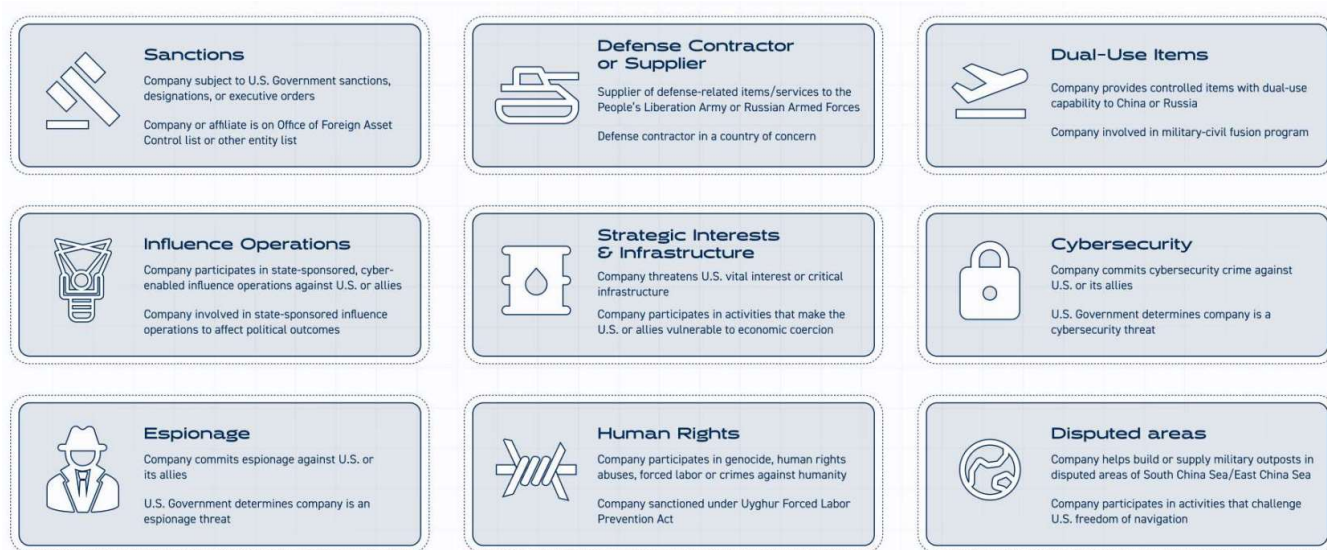 Sanctions
Company subject to U.S. Government sanctions,
designations, or executive orders
Company or affiliate is on Office of Foreign Asset
Control list or other entity list
Defense Contractor
or Supplier
Supplier of defense-related items/services to the
People's Liberation Army or Russian Armed Forces
Defense contractor in a country of concern
Dual-Use Items
Company provides controlled items with dual-use
capability to China or Russia
Company involved in military-civil fusion program
Influence Operations
Company participates in state-sponsored, cyber-
enabled influence operations against U.S. or allies
Company involved in state-sponsored influence
operations to affect political outcomes
Strategic Interests
& Infrastructure
Company threatens U.S. vital interest or critical
infrastructure
Company participates in activities that make the
U.S. or allies vulnerable to economic coercion
Cybersecurity
Company commits cybersecurity crime against
U.S. or its allies
U.S. Government determines company is a
cybersecurity threat
Espionage
Company commits espionage against U.S. or
its allies
U.S. Government determines company is an
espionage threat
Human Rights
Company participates in genocide, human rights
abuses, forced labor or crimes against humanity
Company sanctioned under Uyghur Forced Labor
Prevention Act
Disputed areas
Company helps build or supply military outposts in
disputed areas of South China Sea/East China Sea
Company participates in activities that challenge
U.S. freedom of navigation